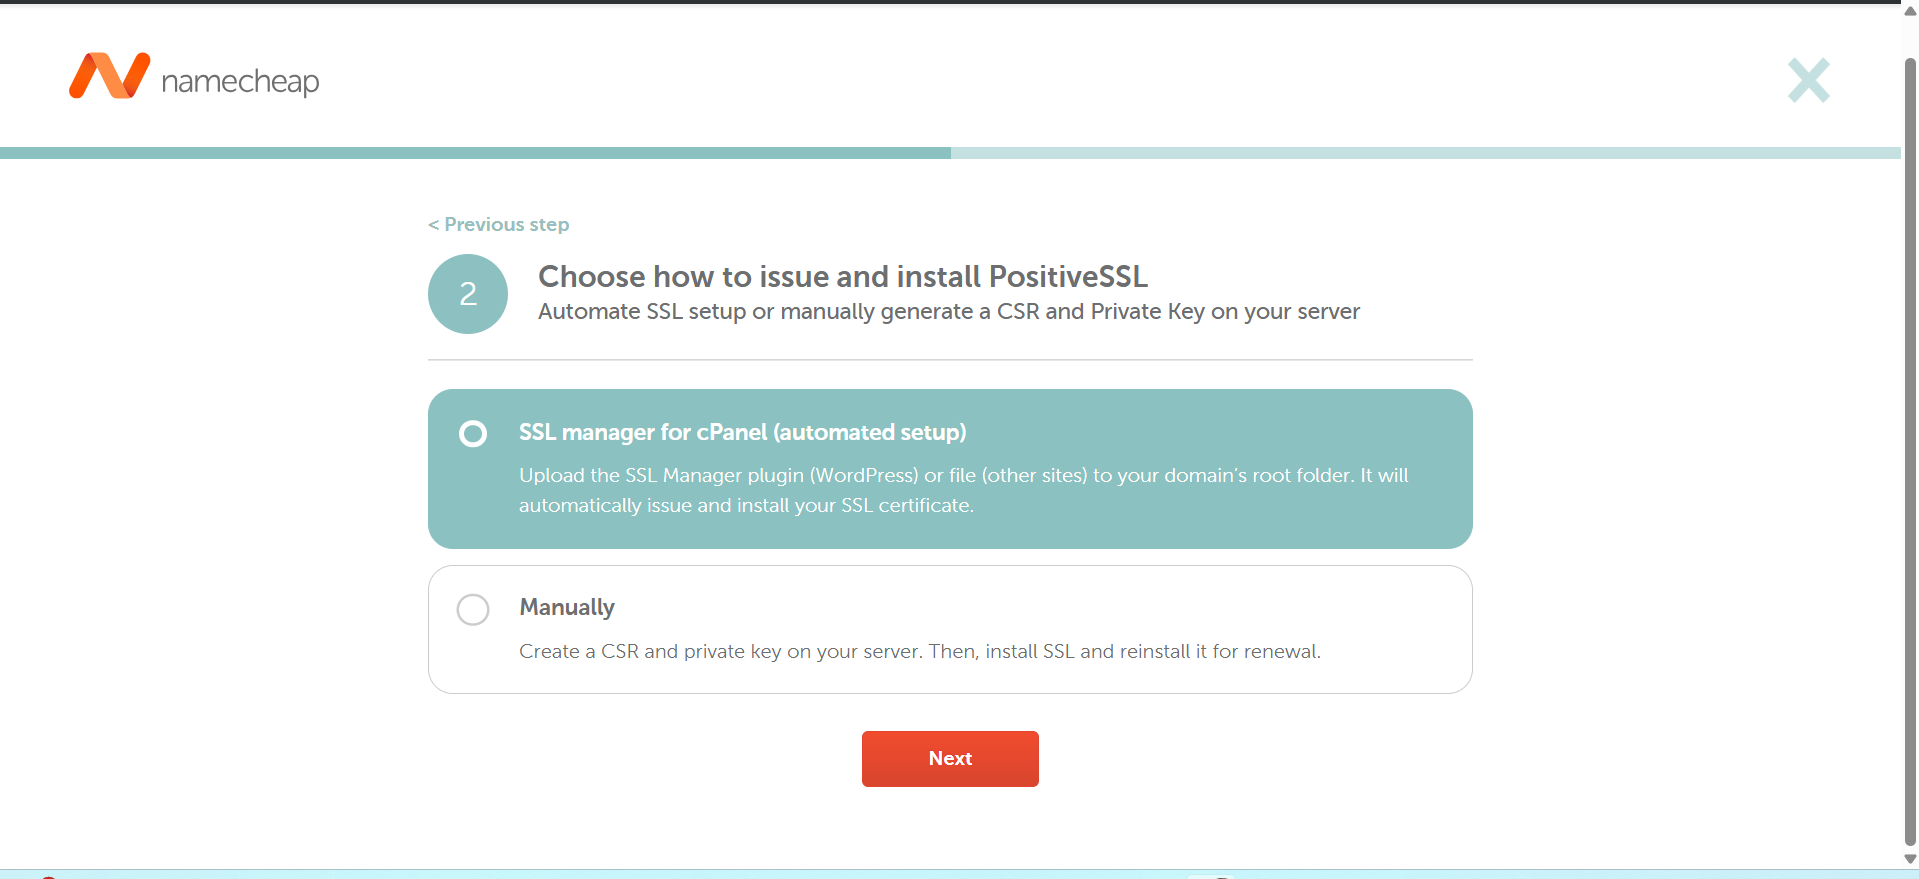 namecheap
< Previous step
2
Choose how to issue and install PositiveSSL
Automate SSL setup or manually generate a CSR and Private Key on your server
SSL manager for cPanel (automated setup)
Upload the SSL Manager plugin (WordPress) or file (other sites) to your domain's root folder. It will
automatically issue and install your SSL certificate.
Manually
Create a CSR and private key on your server. Then, install SSL and reinstall it for renewal.
Next